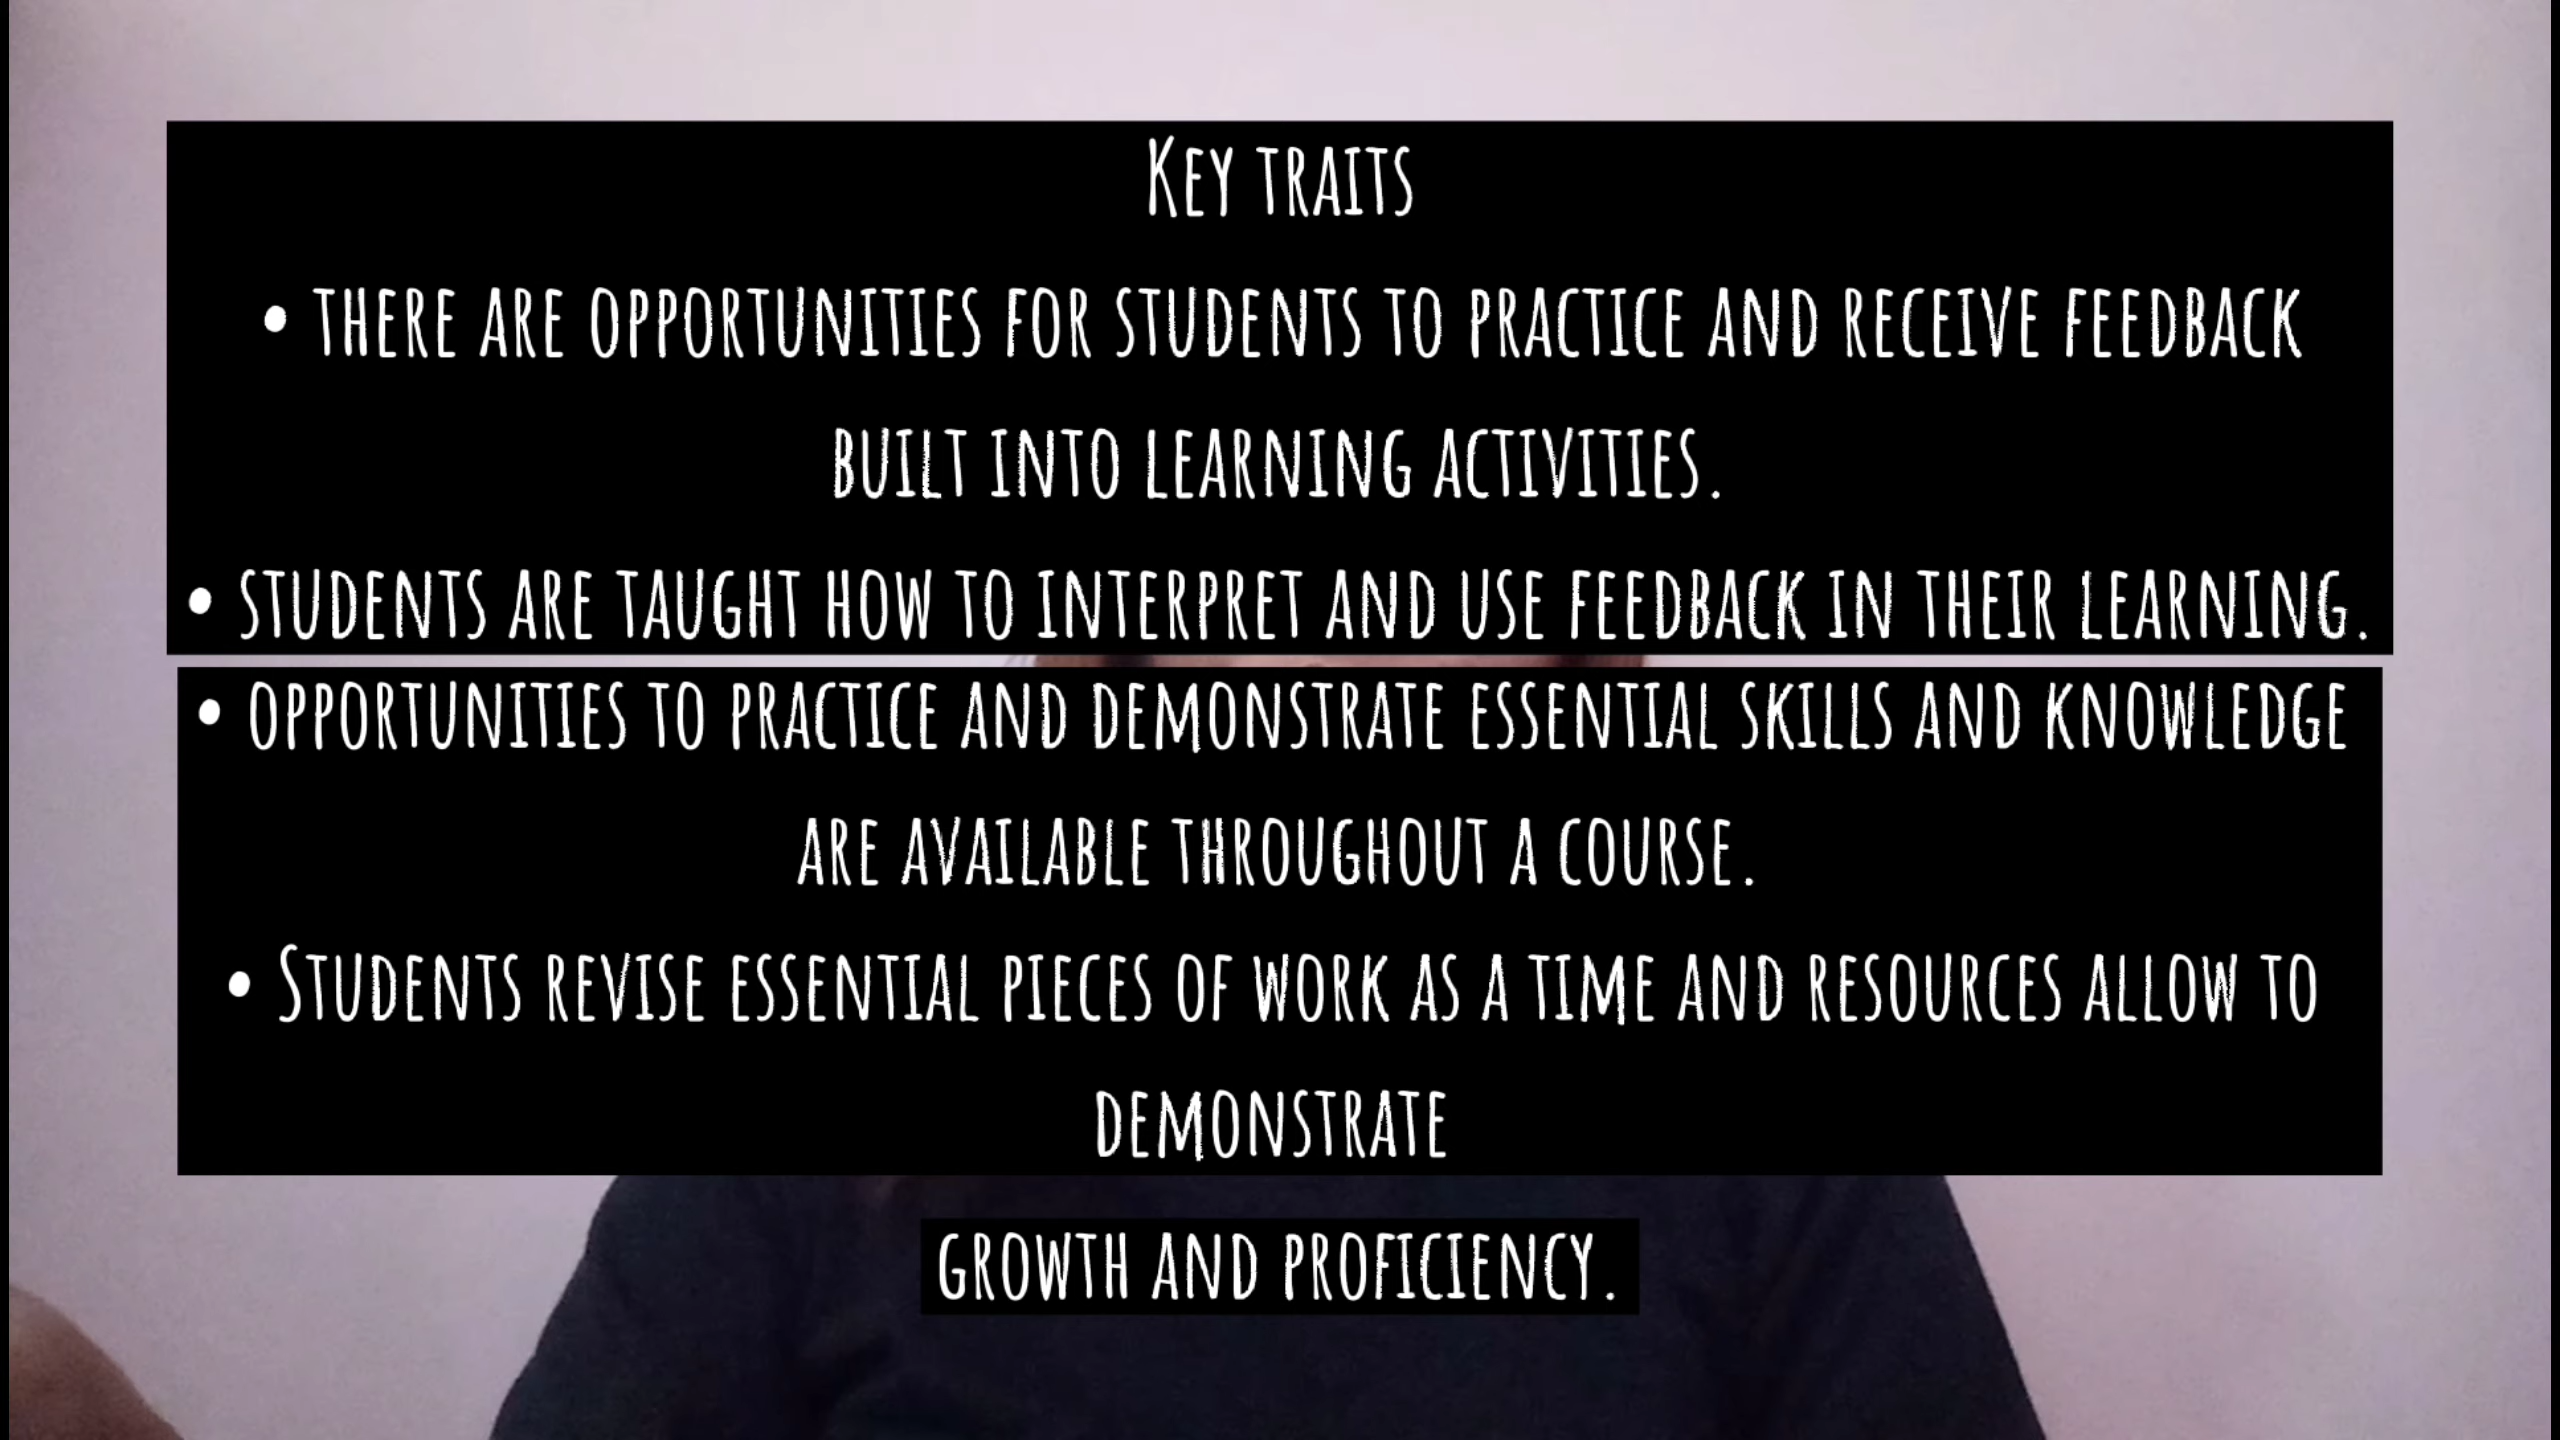 Key traits
• there are opportunities for students to practice and receive feedback
built into learning activities.
• students are taught how to interpret and use feedback in their learning.
• opportunities to practice and demonstrate essential skills and knowledge
are available throughout a course.
• Students revise essential pieces of work as a time and resources allow to
demonstrate
growth and proficiency.